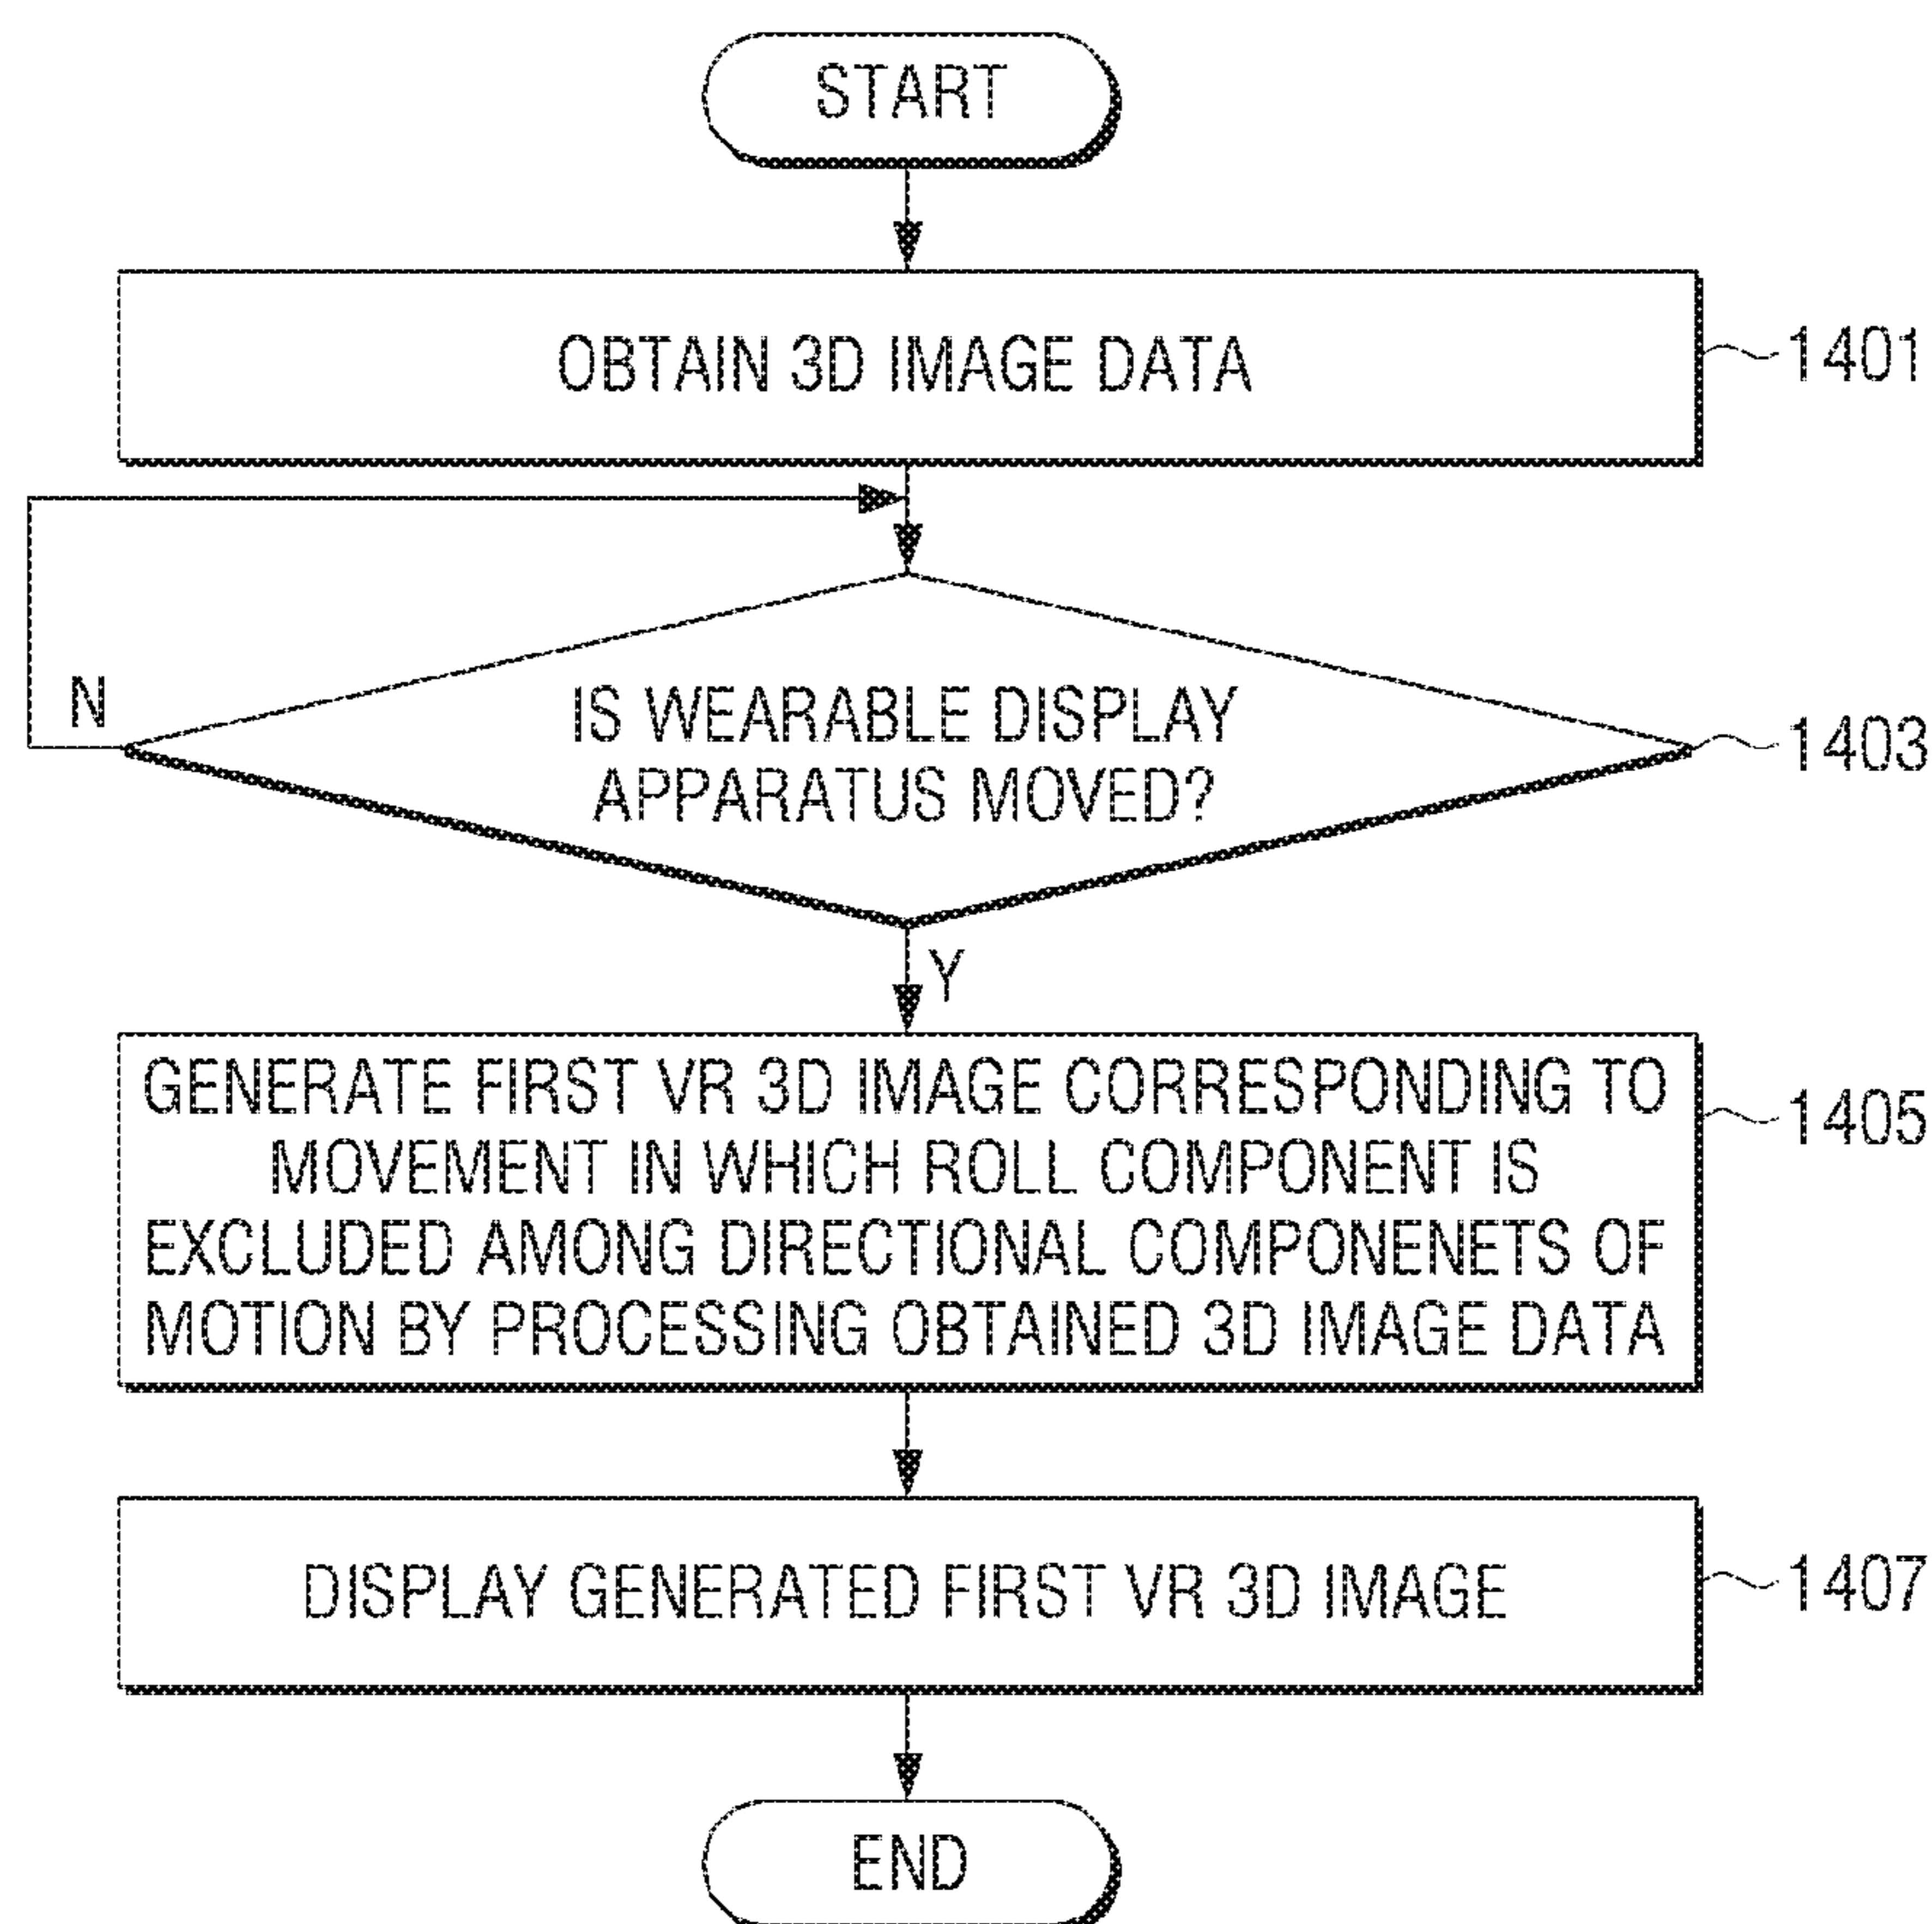 START
OBTAIN 3D IMAGE DATA
1401
N
IS WEARABLE DISPLAY
APPARATUS MOVED?
1403
Y
GENERATE FIRST VR 3D IMAGE CORRESPONDING TO
MOVEMENT IN WHICH ROLL COMPONENT IS
EXCLUDED AMONG DIRECTIONAL COMPONENETS OF
MOTION BY PROCESSING OBTAINED 3D IMAGE DATA
1405
DISPLAY GENERATED FIRST VR 3D IMAGE
1407
END